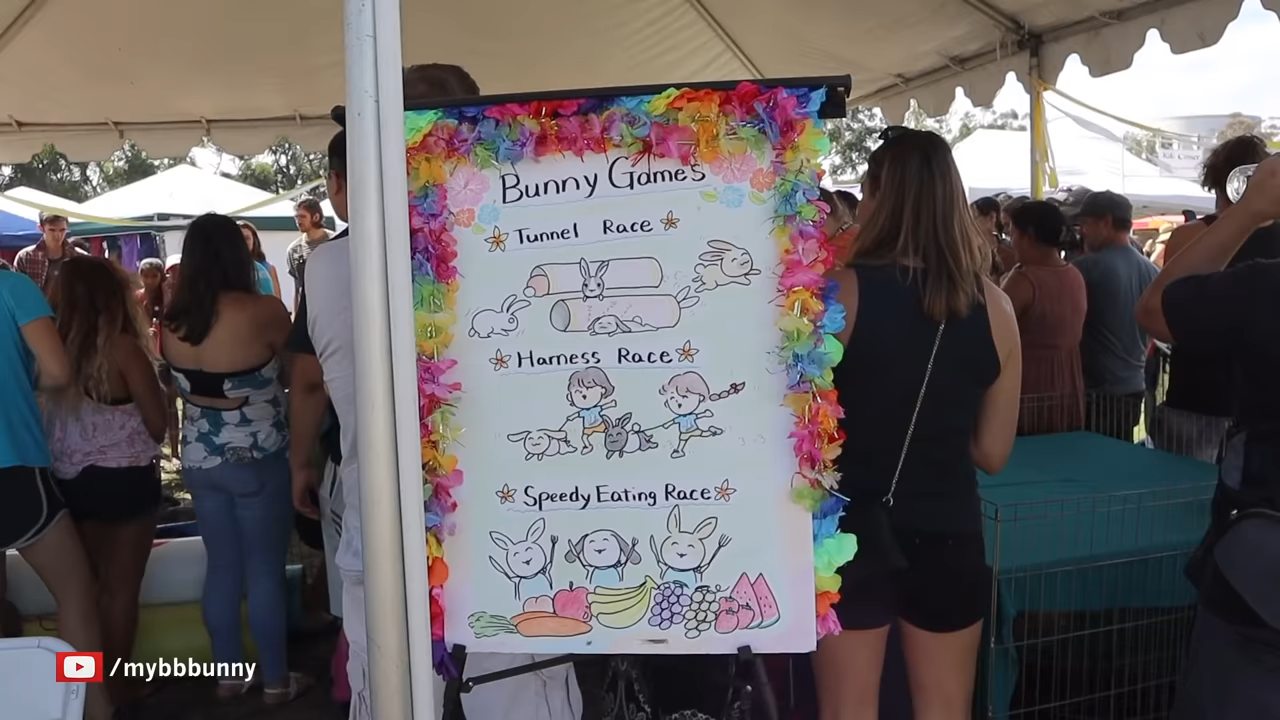 Bunny Games
Tunnel Race
Harness Race
Speedy Eating Race
/mybbbunny